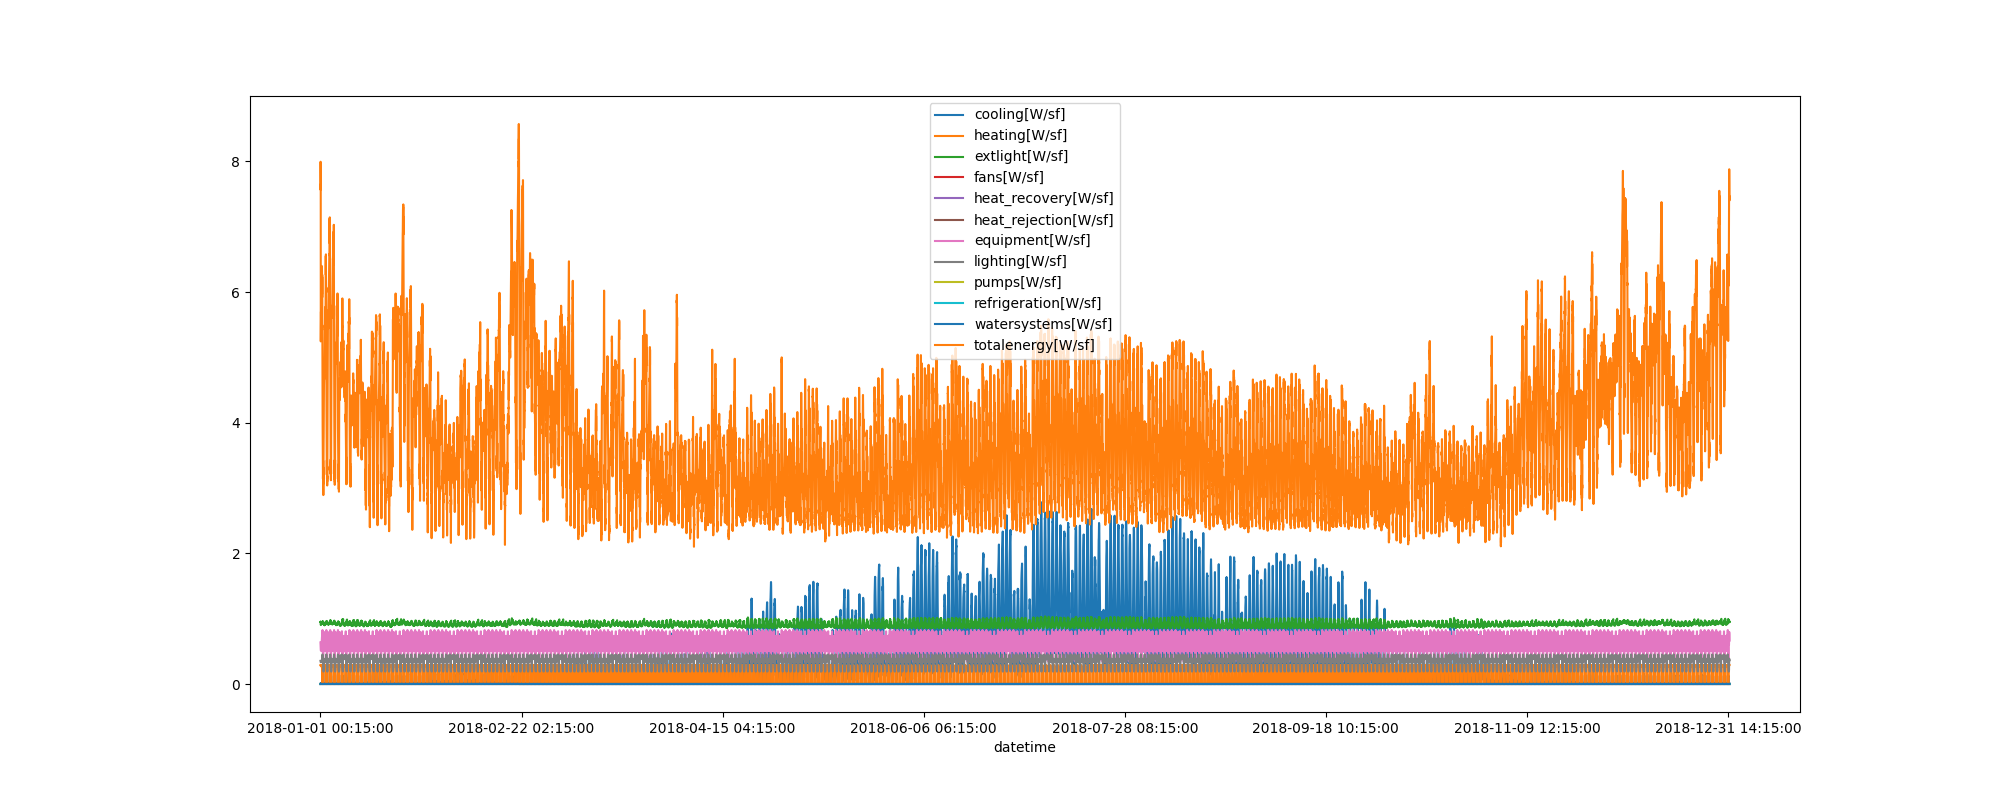 cooling[W/sf]
heating[W/sf]
extlight[W/sf]
fans[W/sf]
heat_recovery[W/sf]
heat_rejection[W/sf]
equipment[W/sf]
lighting[W/sf]
pumps[W/sf]
refrigeration[W/sf]
watersystems[W/sf]
totalenergy[W/sf]
8
6
4
2
0
2018-01-01 00:15:00 2018-02-22 02:15:00 2018-04-15 04:15:00 2018-06-06 06:15:00 2018-07-28 08:15:00 2018-09-18 10:15:00 2018-11-09 12:15:00 2018-12-31 14:15:00
datetime